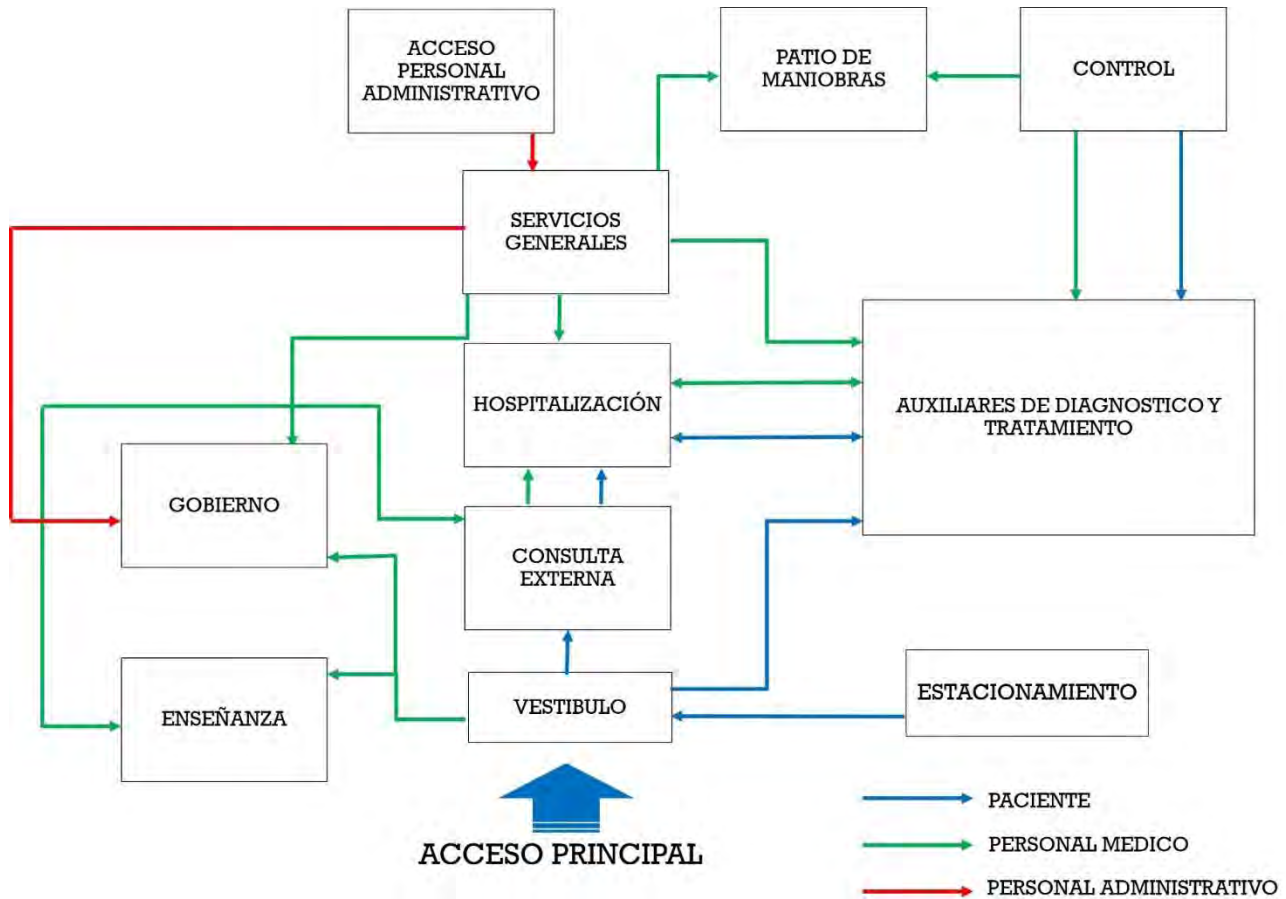 ACCESO
PERSONAL
ADMINISTRATIVO
PATIO DE
MANIOBRAS
CONTROL
SERVICIOS
GENERALES
HOSPITALIZACIÓN
AUXILIARES DE DIAGNOSTICO Y
TRATAMIENTO
GOBIERNO
CONSULTA
EXTERNA
ENSEÑANZA
VESTIBULO
ESTACIONAMIENTO
ACCESO PRINCIPAL
PACIENTE
PERSONAL MEDICO
PERSONAL ADMINISTRATIVO